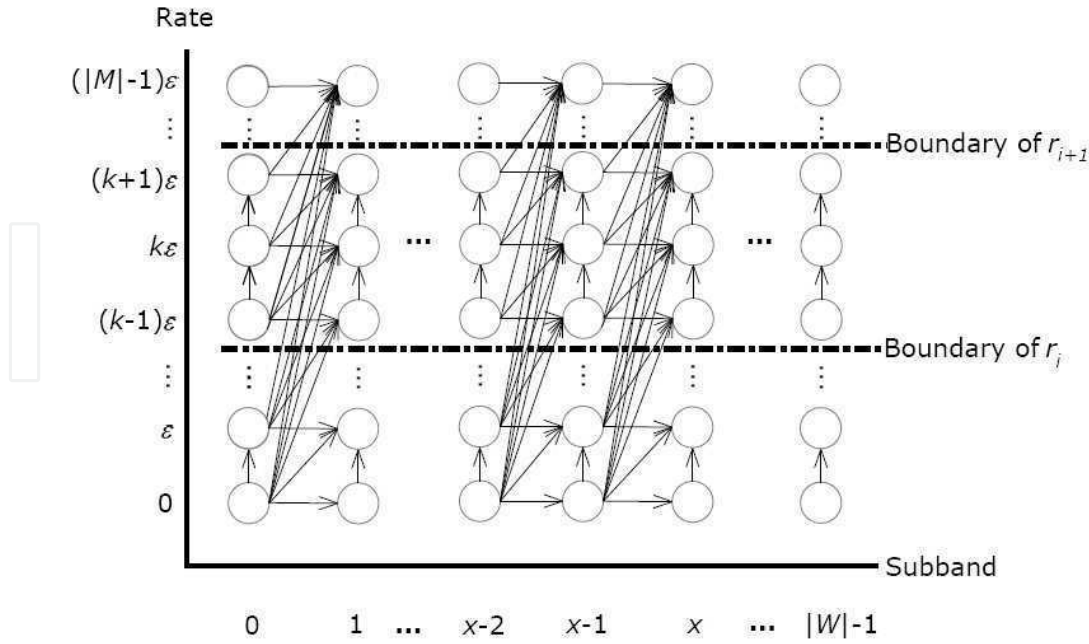 Rate
(|M|-1)ε
⋮
Boundary of r_{i+1}
(k+1)ε
kε
... ...
(k-1)ε
Boundary of r_i
⋮
ε
0
Subband
0 1 ... x-2 x-1 x ... |W|-1